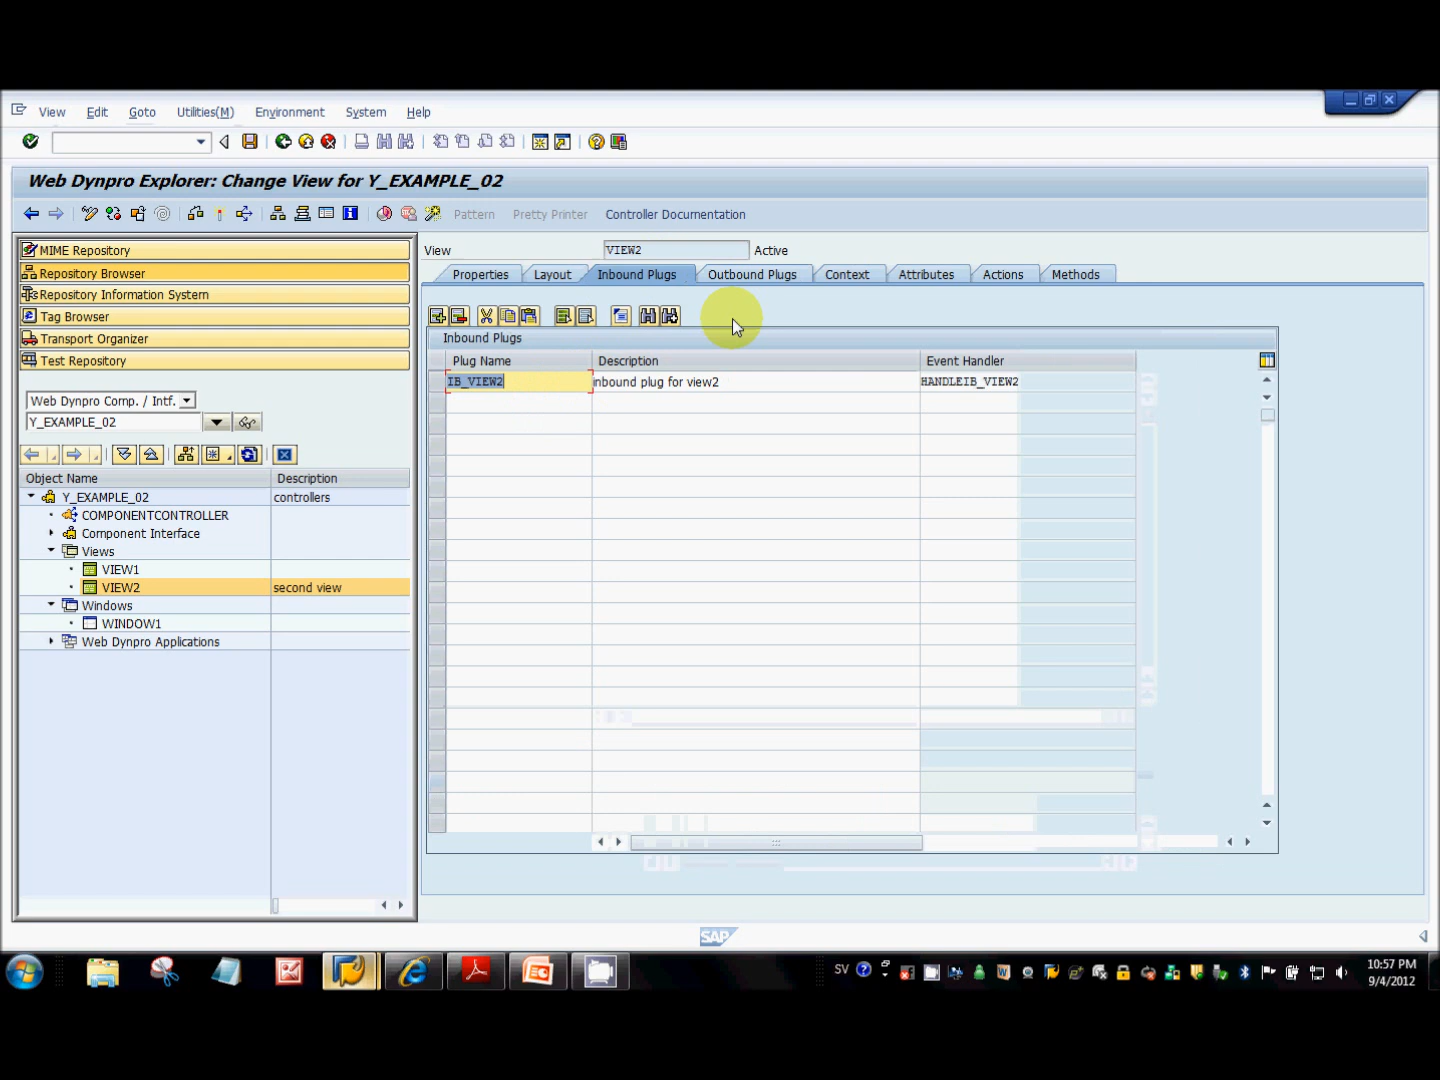 View Edit Goto Utilities(M) Environment System Help
Web Dynpro Explorer: Change View for Y_EXAMPLE_02
Pattern Pretty Printer Controller Documentation
MIME Repository
Repository Browser
Repository Information System
Tag Browser
Transport Organizer
Test Repository
Web Dynpro Comp. / Intf.
Y_EXAMPLE_02
Object Name Description
Y_EXAMPLE_02 controllers
COMPONENTCONTROLLER
Component Interface
Views
VIEW1
VIEW2 second view
Windows
WINDOW1
Web Dynpro Applications
View VIEW2 Active
Properties Layout Inbound Plugs Outbound Plugs Context Attributes Actions Methods
Inbound Plugs
Plug Name Description Event Handler
IB_VIEW2 inbound plug for view2 HANDLEIB_VIEW2
SAP
SV
10:57 PM
9/4/2012